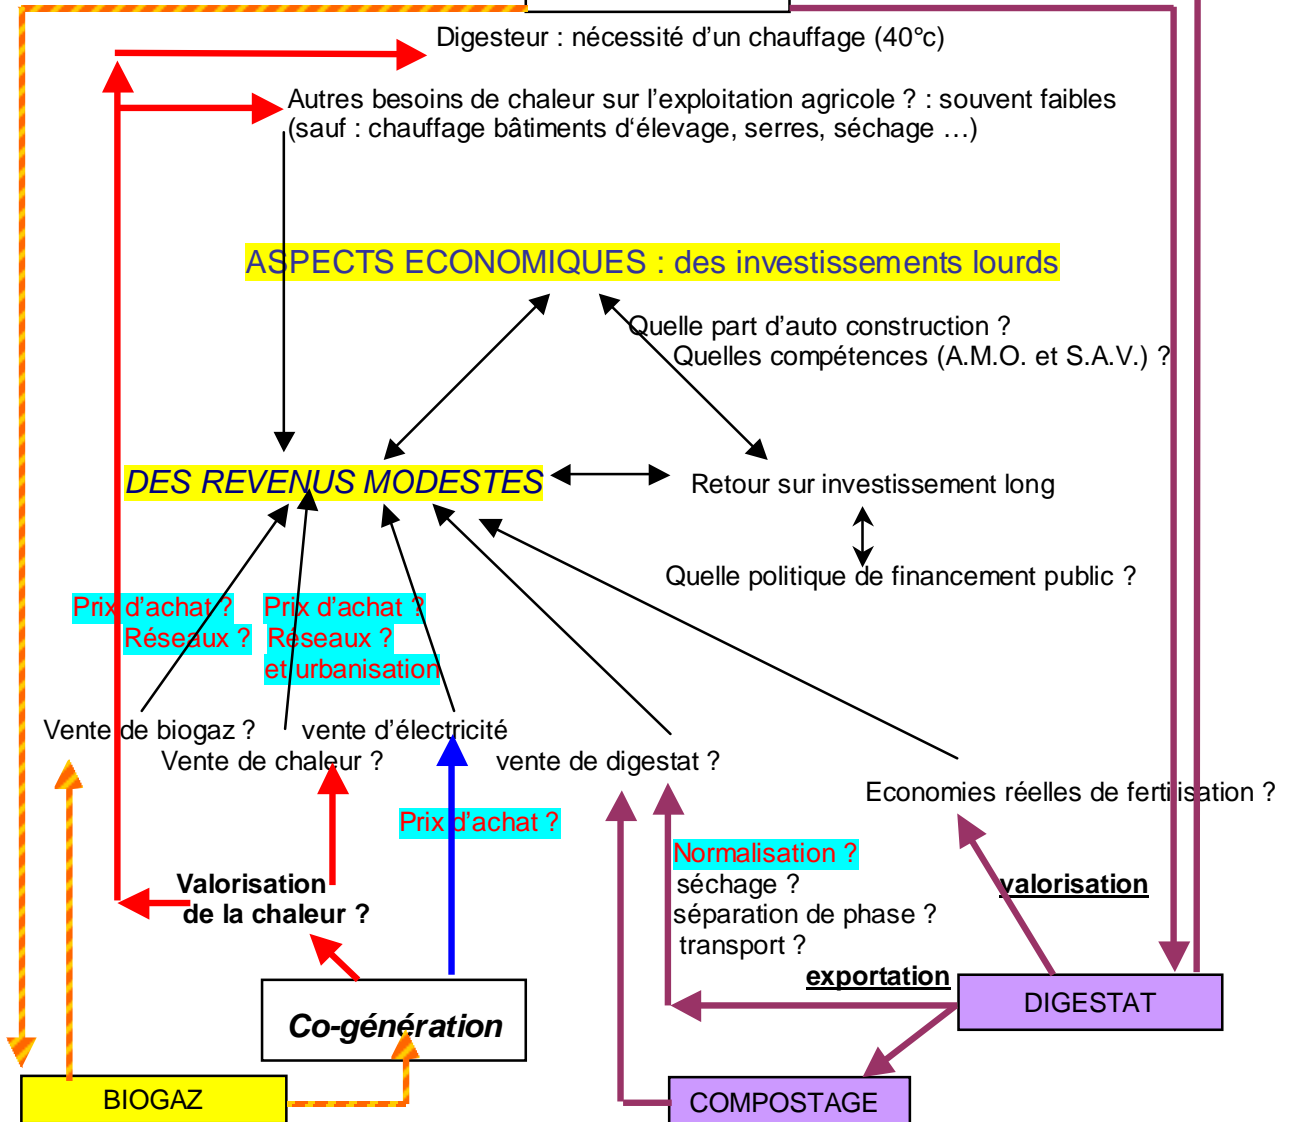 Digesteur : nécessité d'un chauffage (40°c)
Autres besoins de chaleur sur l'exploitation agricole ? : souvent faibles
(sauf : chauffage bâtiments d'élevage, serres, séchage …)
ASPECTS ECONOMIQUES : des investissements lourds
Quelle part d'auto construction ?
Quelles compétences (A.M.O. et S.A.V.) ?
DES REVENUS MODESTES
Retour sur investissement long
Quelle politique de financement public ?
Prix d'achat ?
Réseaux ?
Prix d'achat ?
Réseaux ?
et urbanisation
Vente de biogaz ?
vente d'électricité
Vente de chaleur ?
vente de digestat ?
Economies réelles de fertilisation ?
Prix d'achat ?
Normalisation ?
séchage ?
séparation de phase ?
transport ?
Valorisation
de la chaleur ?
valorisation
exportation
DIGESTAT
Co-génération
BIOGAZ
COMPOSTAGE